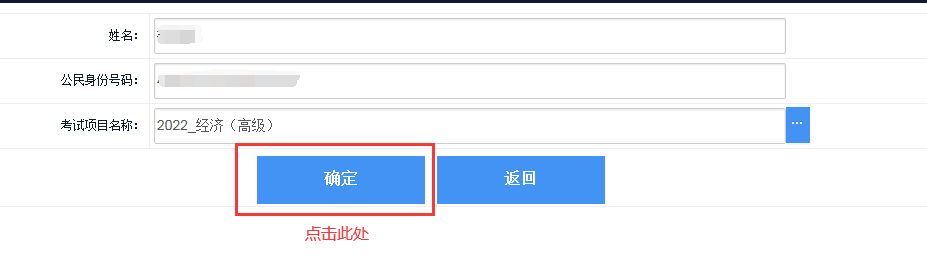 姓名：
公民身份号码：
考试项目名称： 2022_经济（高级） ...
确定 返回
点击此处